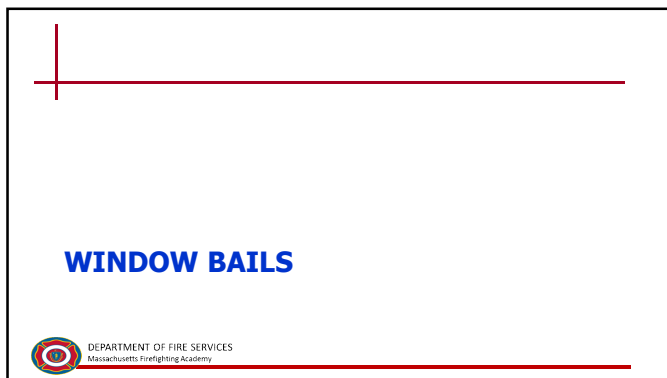 WINDOW BAILS
DEPARTMENT OF FIRE SERVICES
Massachusetts Firefighting Academy